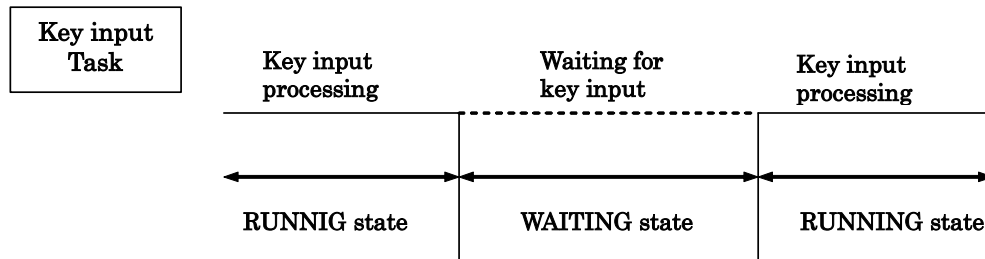 Key input
Task
Key input
processing
Waiting for
key input
Key input
processing
RUNNIG state
WAITING state
RUNNING state